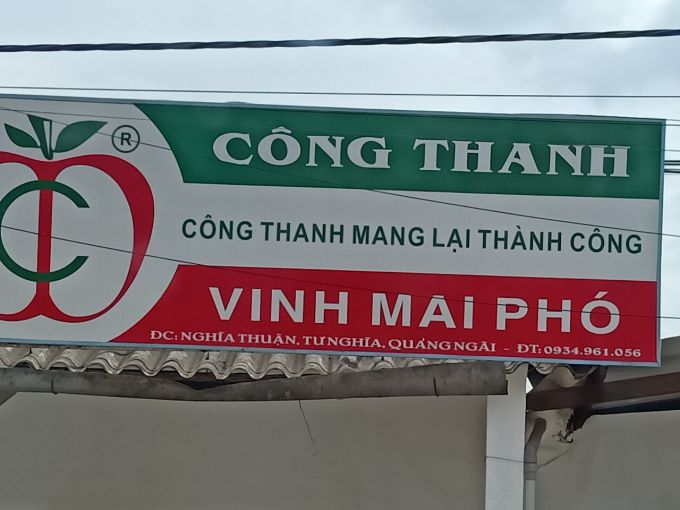 ®
CÔNG THANH
CÔNG THANH MANG LẠI THÀNH CÔNG
VINH MAI PHÓ
ĐC: NGHĨA THUẬN, TƯ NGHĨA, QUẢNG NGÃI - ĐT: 0934.961.056